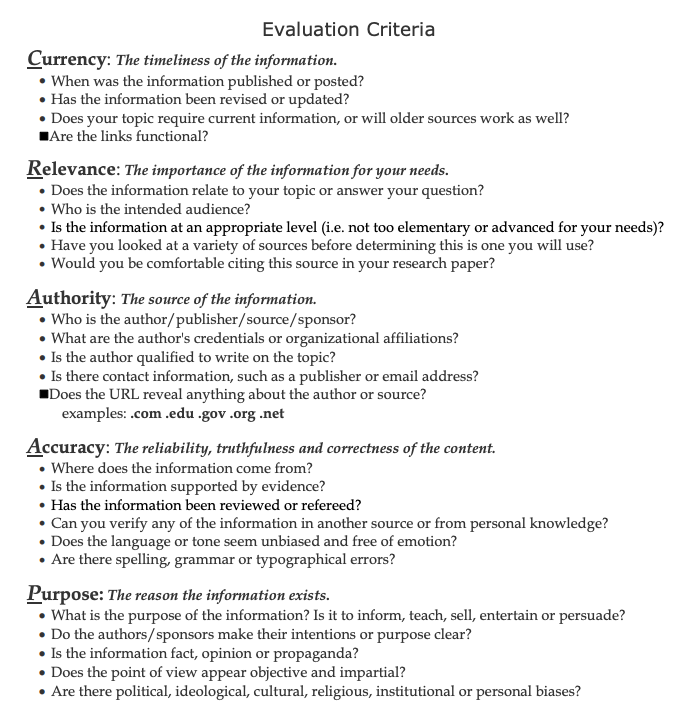 Evaluation Criteria
Currency: The timeliness of the information.
• When was the information published or posted?
• Has the information been revised or updated?
• Does your topic require current information, or will older sources work as well?
■Are the links functional?
Relevance: The importance of the information for your needs.
• Does the information relate to your topic or answer your question?
• Who is the intended audience?
• Is the information at an appropriate level (i.e. not too elementary or advanced for your needs)?
• Have you looked at a variety of sources before determining this is one you will use?
• Would you be comfortable citing this source in your research paper?
Authority: The source of the information.
• Who is the author/publisher/source/sponsor?
• What are the author's credentials or organizational affiliations?
• Is the author qualified to write on the topic?
• Is there contact information, such as a publisher or email address?
■Does the URL reveal anything about the author or source?
examples: .com .edu .gov .org .net
Accuracy: The reliability, truthfulness and correctness of the content.
• Where does the information come from?
• Is the information supported by evidence?
• Has the information been reviewed or refereed?
• Can you verify any of the information in another source or from personal knowledge?
• Does the language or tone seem unbiased and free of emotion?
• Are there spelling, grammar or typographical errors?
Purpose: The reason the information exists.
• What is the purpose of the information? Is it to inform, teach, sell, entertain or persuade?
• Do the authors/sponsors make their intentions or purpose clear?
• Is the information fact, opinion or propaganda?
• Does the point of view appear objective and impartial?
• Are there political, ideological, cultural, religious, institutional or personal biases?